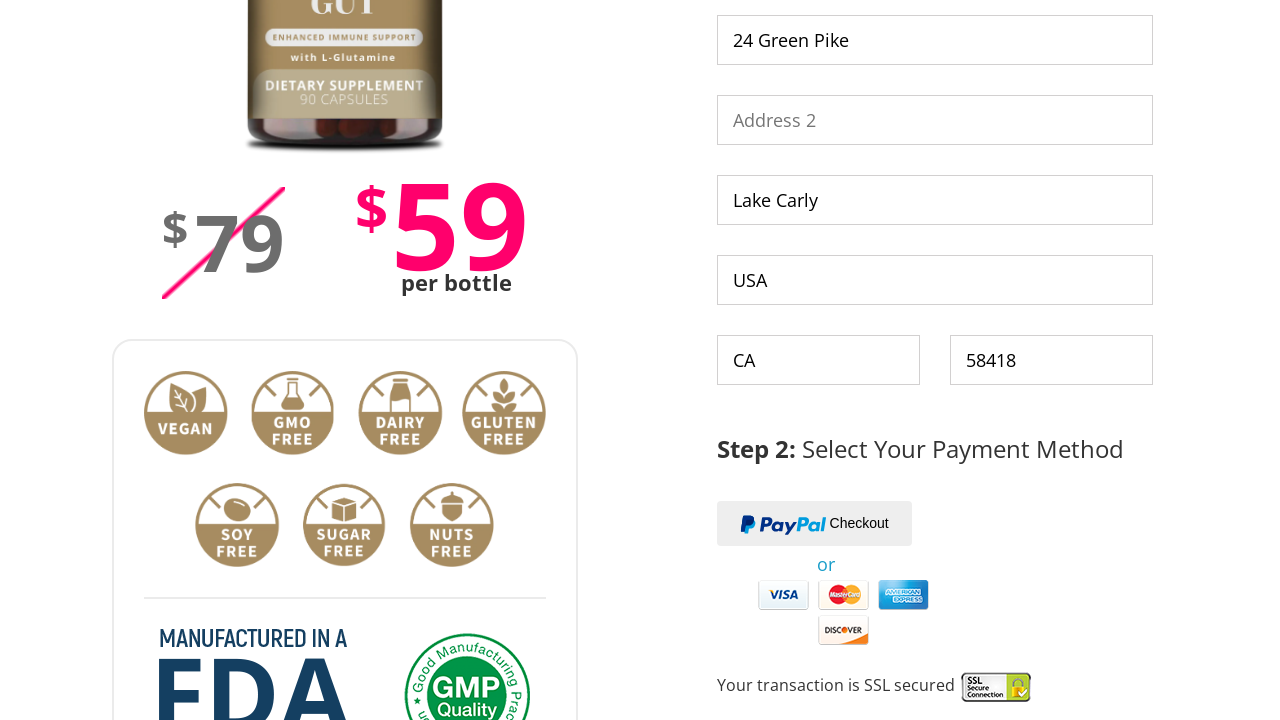 GUT
ENHANCED IMMUNE SUPPORT
with L-Glutamine
DIETARY SUPPLEMENT
90 CAPSULES
$79
$59
per bottle
VEGAN
GMO FREE
DAIRY FREE
GLUTEN FREE
SOY FREE
SUGAR FREE
NUTS FREE
MANUFACTURED IN A
FDA
Good Manufacturing Prac
GMP
Quality
24 Green Pike
Address 2
Lake Carly
USA
CA
58418
Step 2: Select Your Payment Method
PayPal Checkout
or
VISA
MasterCard
AMERICAN EXPRESS
DISCOVER
Your transaction is SSL secured
SSL
Secure
Connection